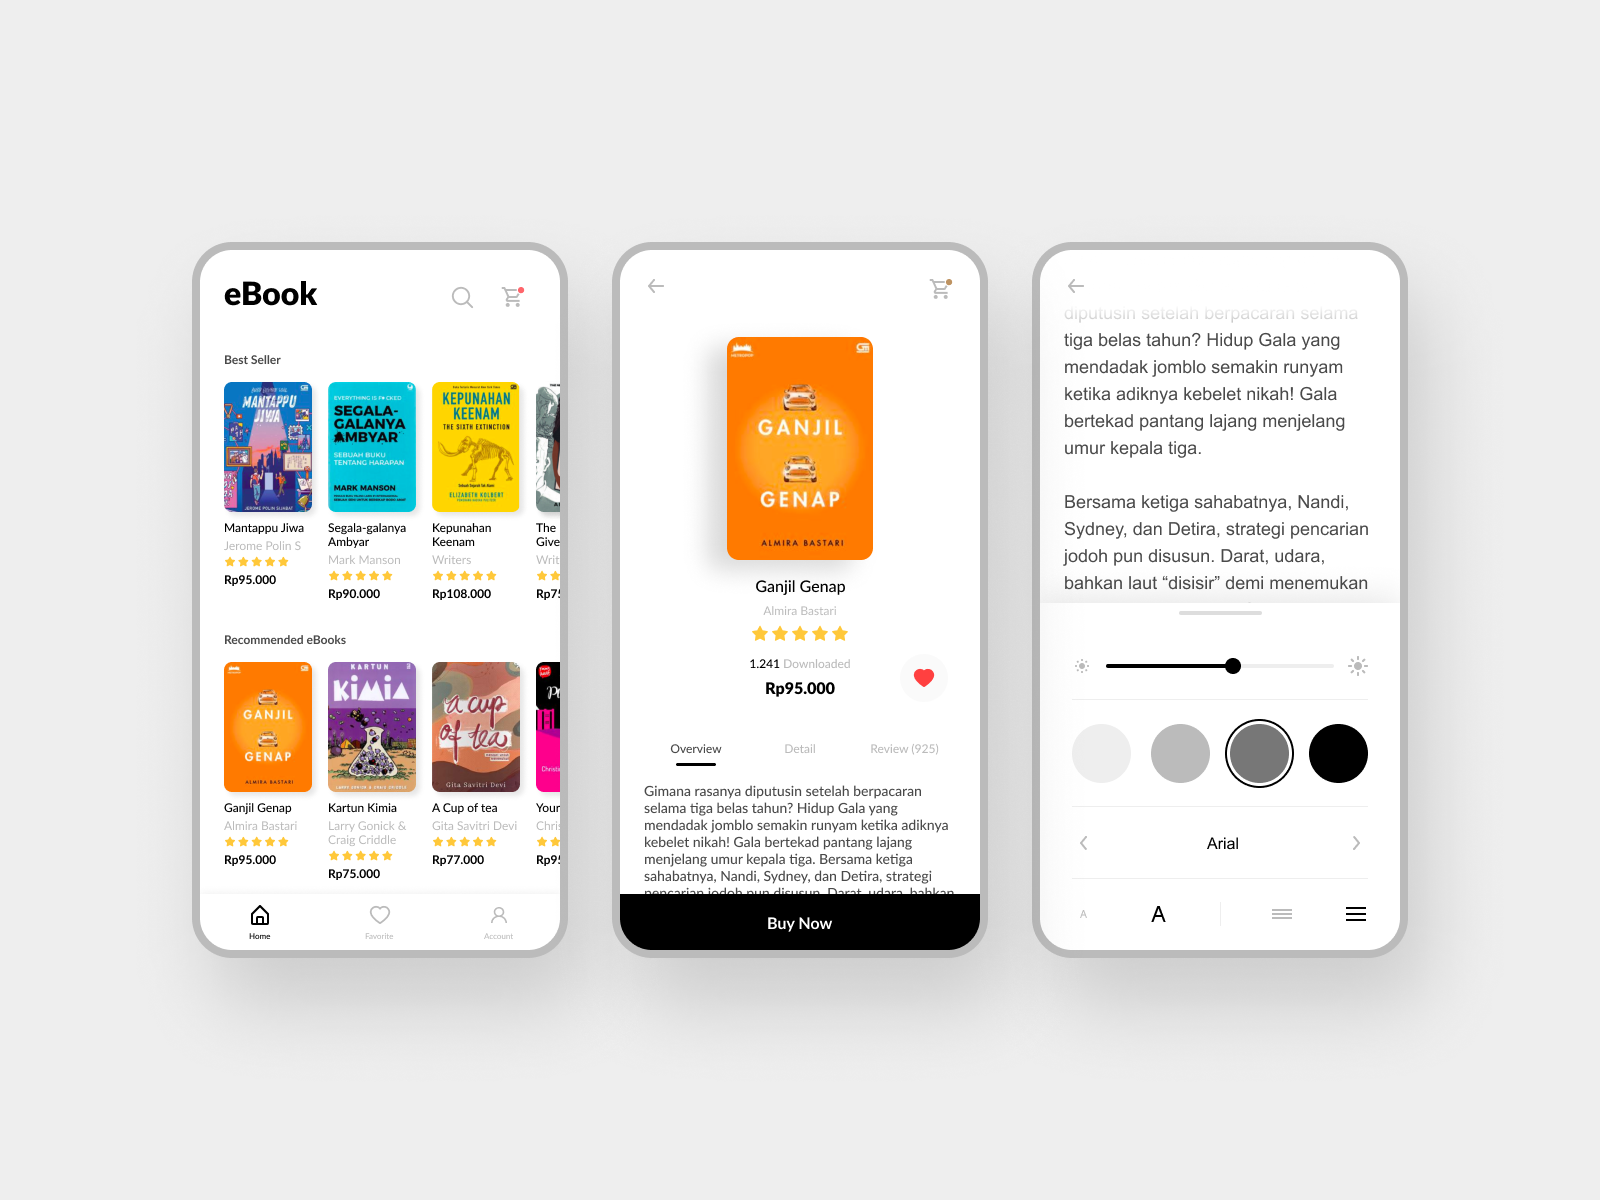 eBook
Best Seller
MANTAPPU
JIWA
JEROME POLIN SIJABAT
EVERYTHING IS F*CKED
SEGALA-
GALANYA
AMBYAR
SEBUAH BUKU
TENTANG HARAPAN
MARK MANSON
KEPUNAHAN
KEENAM
THE SIXTH EXTINCTION
ELIZABETH KOLBERT
Mantappu Jiwa
Jerome Polin S
Rp95.000
Segala-galanya
Ambyar
Mark Manson
Rp90.000
Kepunahan
Keenam
Writers
Rp108.000
The
Give
Writ
Rp75
Recommended eBooks
GANJIL
GENAP
ALMIRA BASTARI
KARTUN
KIMIA
LARRY GONICK & CRAIG CRIDDLE
a cup
of tea
Gita Savitri Devi
Ganjil Genap
Almira Bastari
Rp95.000
Kartun Kimia
Larry Gonick &
Craig Criddle
Rp75.000
A Cup of tea
Gita Savitri Devi
Rp77.000
Your
Chris
Rp95
Home
Favorite
Account
GANJIL
GENAP
ALMIRA BASTARI
Ganjil Genap
Almira Bastari
1.241 Downloaded
Rp95.000
Overview
Detail
Review (925)
Gimana rasanya diputusin setelah berpacaran
selama tiga belas tahun? Hidup Gala yang
mendadak jomblo semakin runyam ketika adiknya
kebelet nikah! Gala bertekad pantang lajang
menjelang umur kepala tiga. Bersama ketiga
sahabatnya, Nandi, Sydney, dan Detira, strategi
pencarian jodoh pun disusun. Darat, udara, bahkan
Buy Now
diputusin setelah berpacaran selama
tiga belas tahun? Hidup Gala yang
mendadak jomblo semakin runyam
ketika adiknya kebelet nikah! Gala
bertekad pantang lajang menjelang
umur kepala tiga.
Bersama ketiga sahabatnya, Nandi,
Sydney, dan Detira, strategi pencarian
jodoh pun disusun. Darat, udara,
bahkan laut “disisir” demi menemukan
Arial
A
A